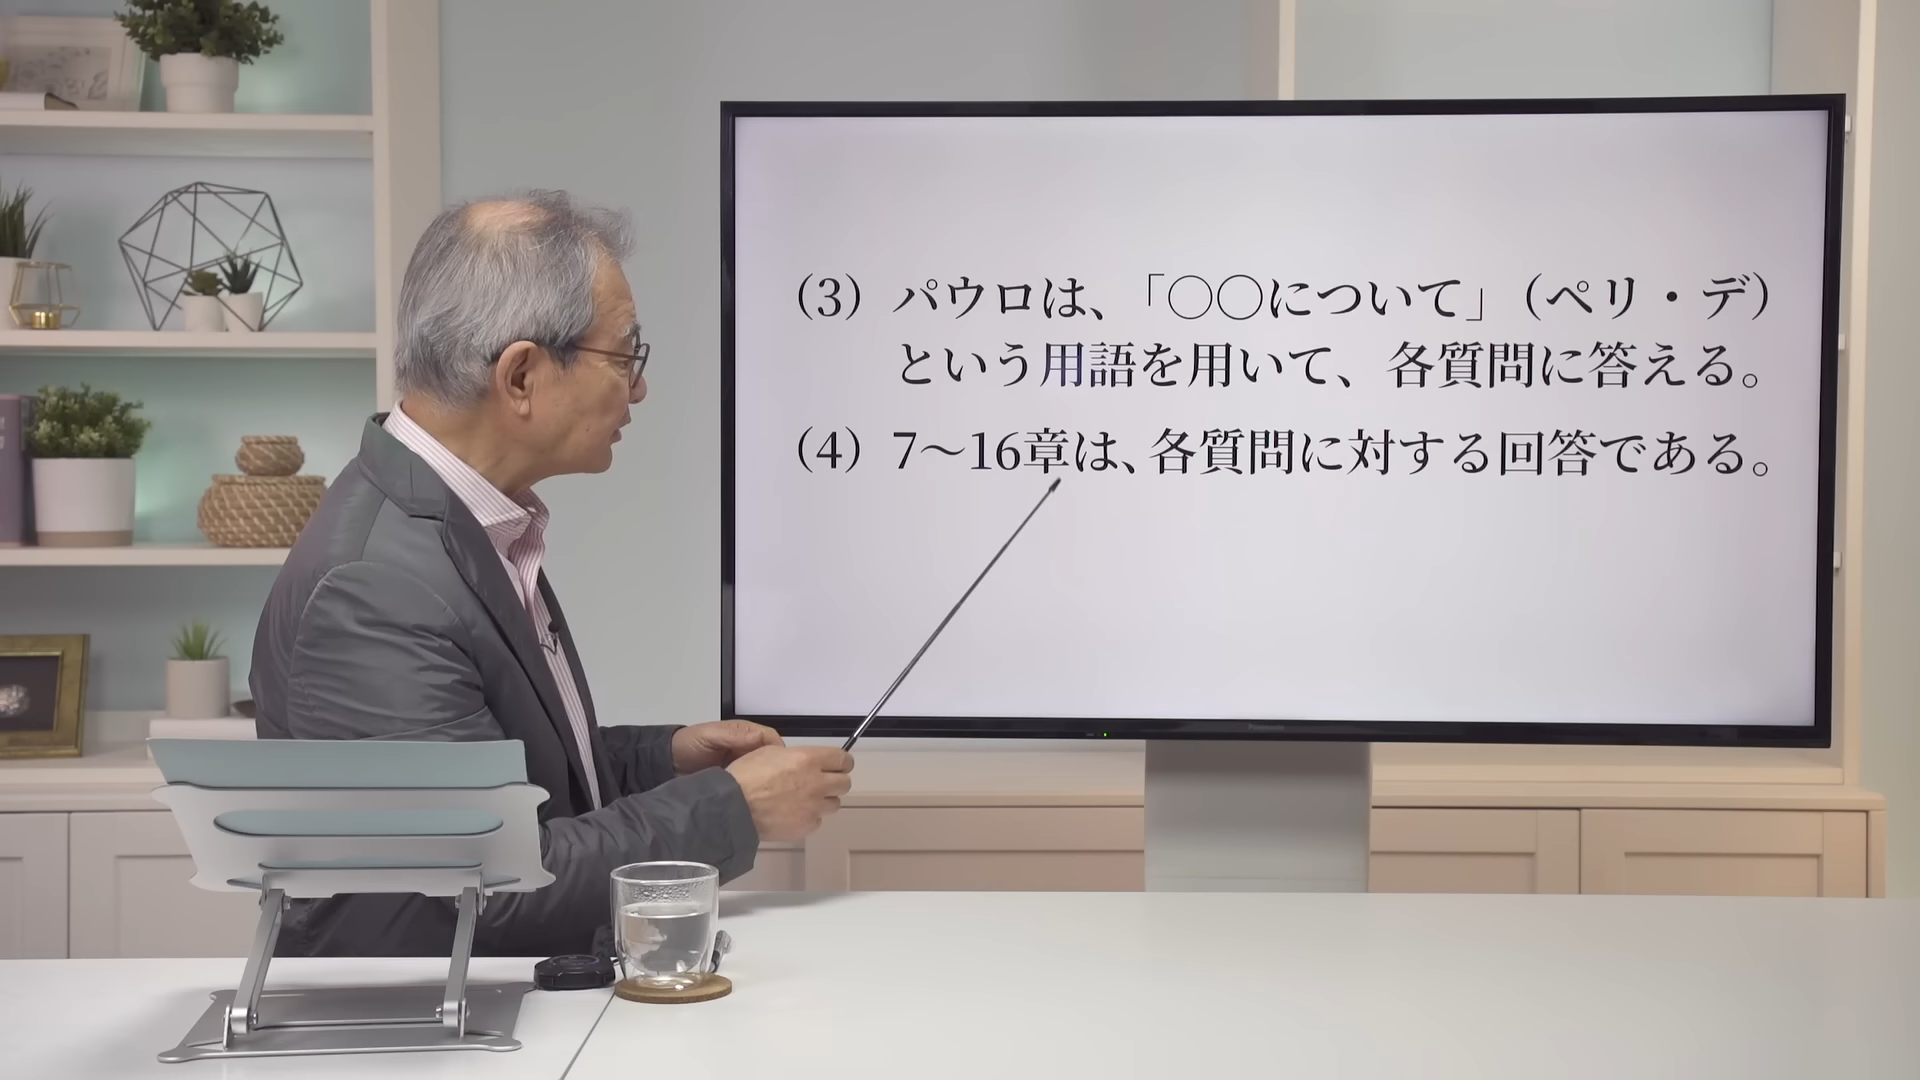 (3) パウロは、「〇〇について」(ペリ・デ)
という用語を用いて、各質問に答える。
(4) 7〜16章は、各質問に対する回答である。